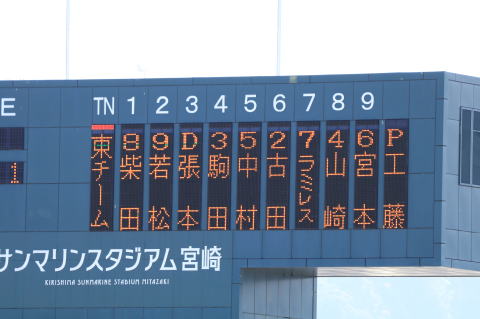 E TN 1 2 3 4 5 6 7 8 9
東チーム
8柴田
9若松
D張本
3駒田
5中村
2古田
7ラミレス
4山崎
6宮本
P工藤
1
サンマリンスタジアム宮崎
KIRISHIMA SUNMARINE STADIUM MIYAZAKI